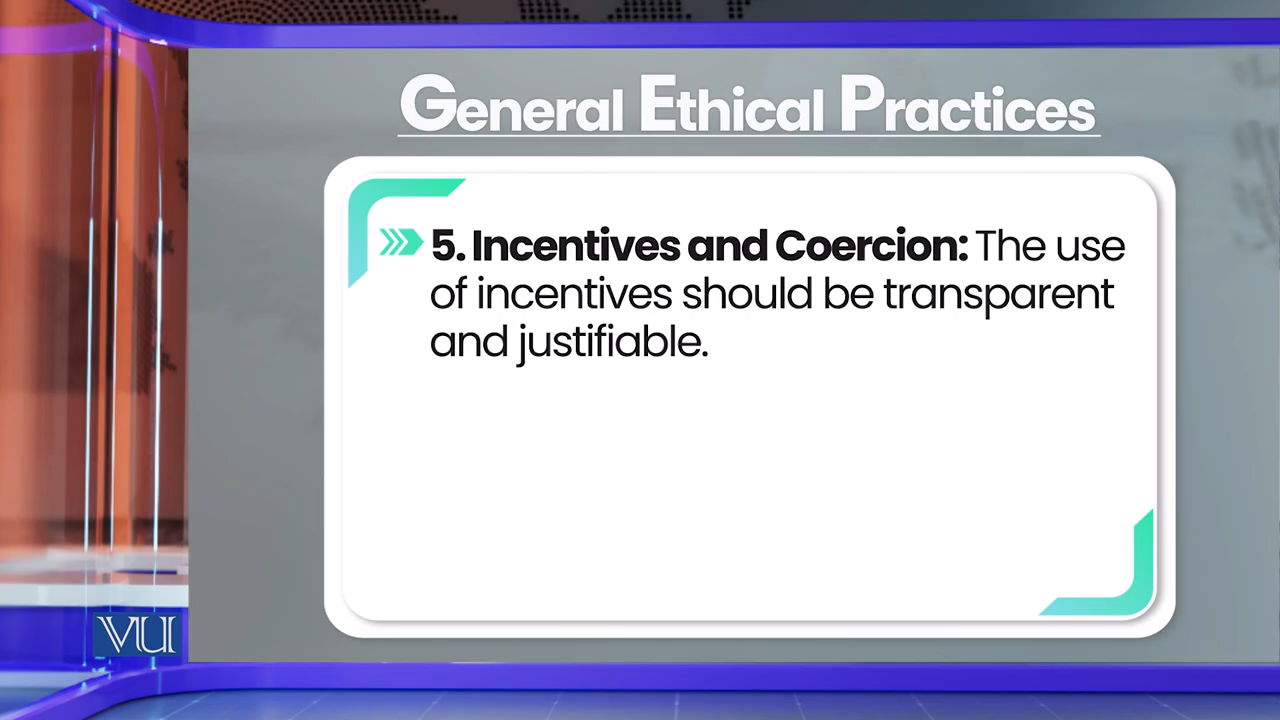 General Ethical Practices
5. Incentives and Coercion: The use
of incentives should be transparent
and justifiable.
VU